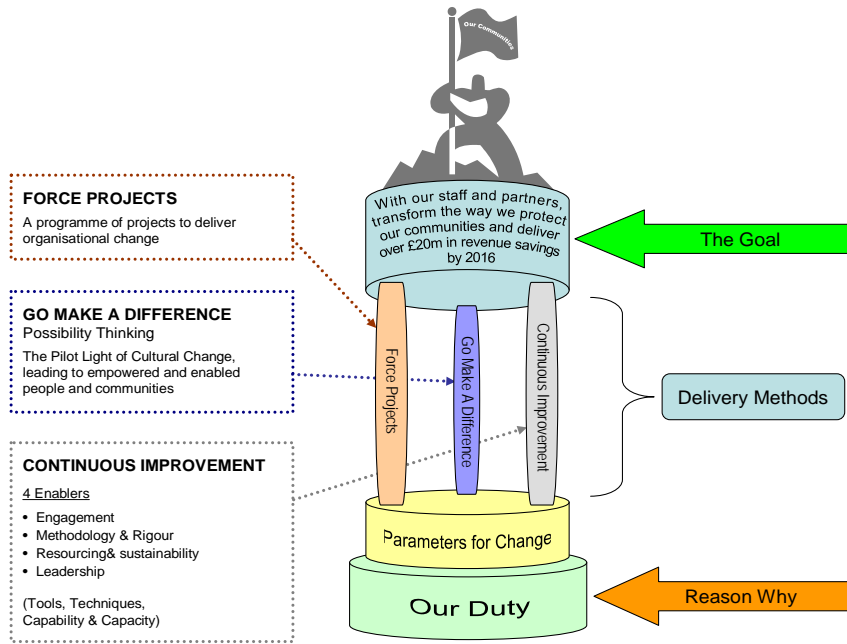 Our Communities
With our staff and partners,
transform the way we protect
our communities and deliver
over £20m in revenue savings
by 2016
The Goal
FORCE PROJECTS
A programme of projects to deliver
organisational change
GO MAKE A DIFFERENCE
Possibility Thinking
The Pilot Light of Cultural Change,
leading to empowered and enabled
people and communities
CONTINUOUS IMPROVEMENT
4 Enablers
• Engagement
• Methodology & Rigour
• Resourcing& sustainability
• Leadership
(Tools, Techniques,
Capability & Capacity)
Force Projects
Go Make A Difference
Continuous Improvement
Delivery Methods
Parameters for Change
Our Duty
Reason Why